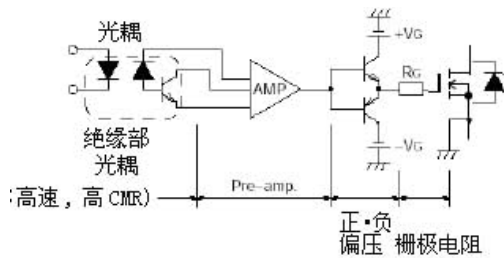 光耦
+VG
RG
AMP
绝缘部
光耦
-VG
:高速，高CMR)
Pre-amp.
正·负
偏压 栅极电阻